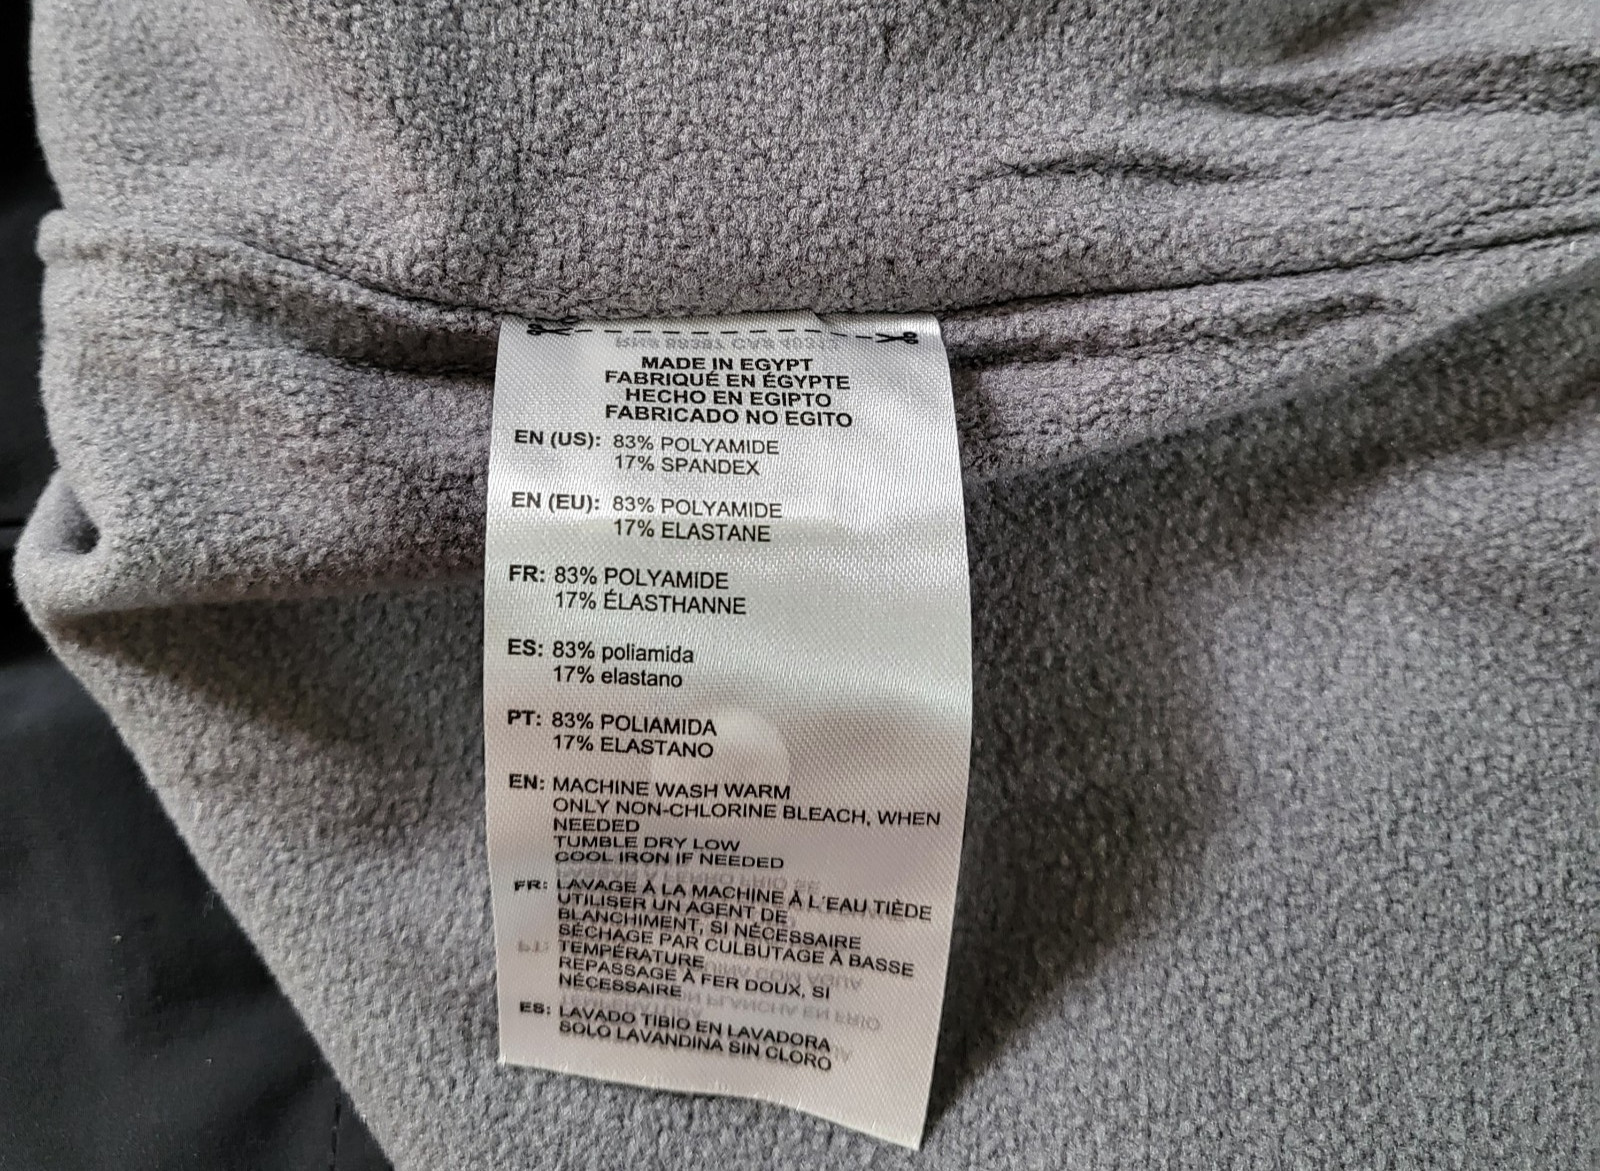 MADE IN EGYPT
FABRIQUÉ EN ÉGYPTE
HECHO EN EGIPTO
FABRICADO NO EGITO
EN (US): 83% POLYAMIDE
17% SPANDEX
EN (EU): 83% POLYAMIDE
17% ELASTANE
FR: 83% POLYAMIDE
17% ÉLASTHANNE
ES: 83% poliamida
17% elastano
PT: 83% POLIAMIDA
17% ELASTANO
EN: MACHINE WASH WARM
ONLY NON-CHLORINE BLEACH, WHEN
NEEDED
TUMBLE DRY LOW
COOL IRON IF NEEDED
FR: LAVAGE À LA MACHINE À L'EAU TIÈDE
UTILISER UN AGENT DE
BLANCHIMENT, SI NÉCESSAIRE
SÉCHAGE PAR CULBUTAGE À BASSE
TEMPÉRATURE
REPASSAGE À FER DOUX, SI
NÉCESSAIRE
ES: LAVADO TIBIO EN LAVADORA
SOLO LAVANDINA SIN CLORO